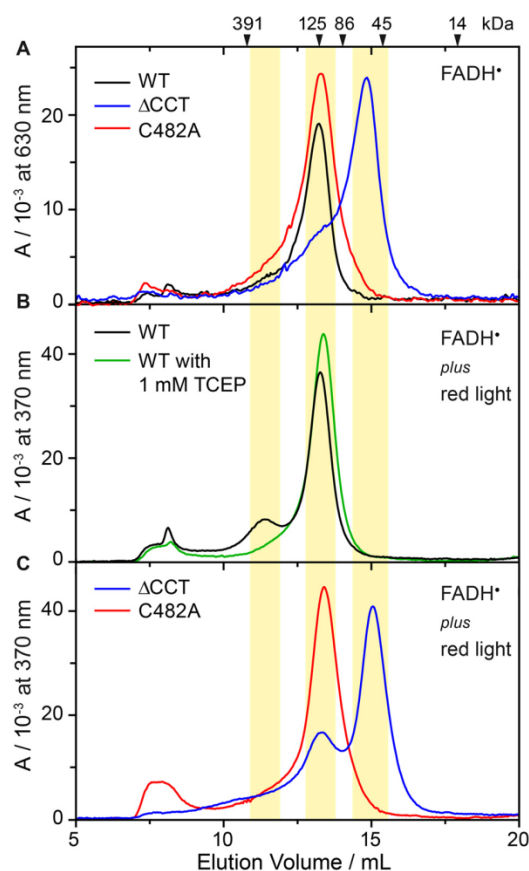 391 125 86 45 14 kDa
A
WT
ΔCCT
C482A
FADH•
20
10
0
A / 10⁻³ at 630 nm
B
WT
WT with
1 mM TCEP
FADH•
plus
red light
40
20
0
A / 10⁻³ at 370 nm
C
ΔCCT
C482A
FADH•
plus
red light
40
20
0
A / 10⁻³ at 370 nm
5 10 15 20
Elution Volume / mL